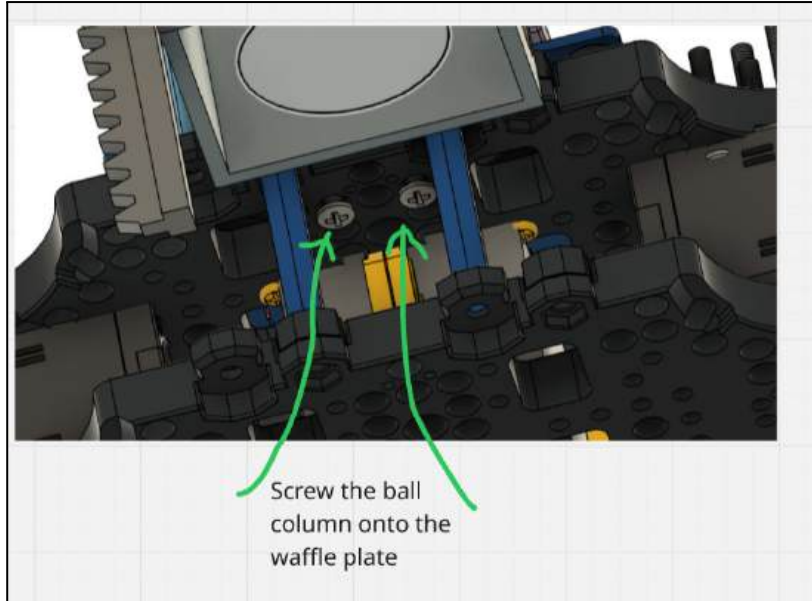 Screw the ball
column onto the
waffle plate